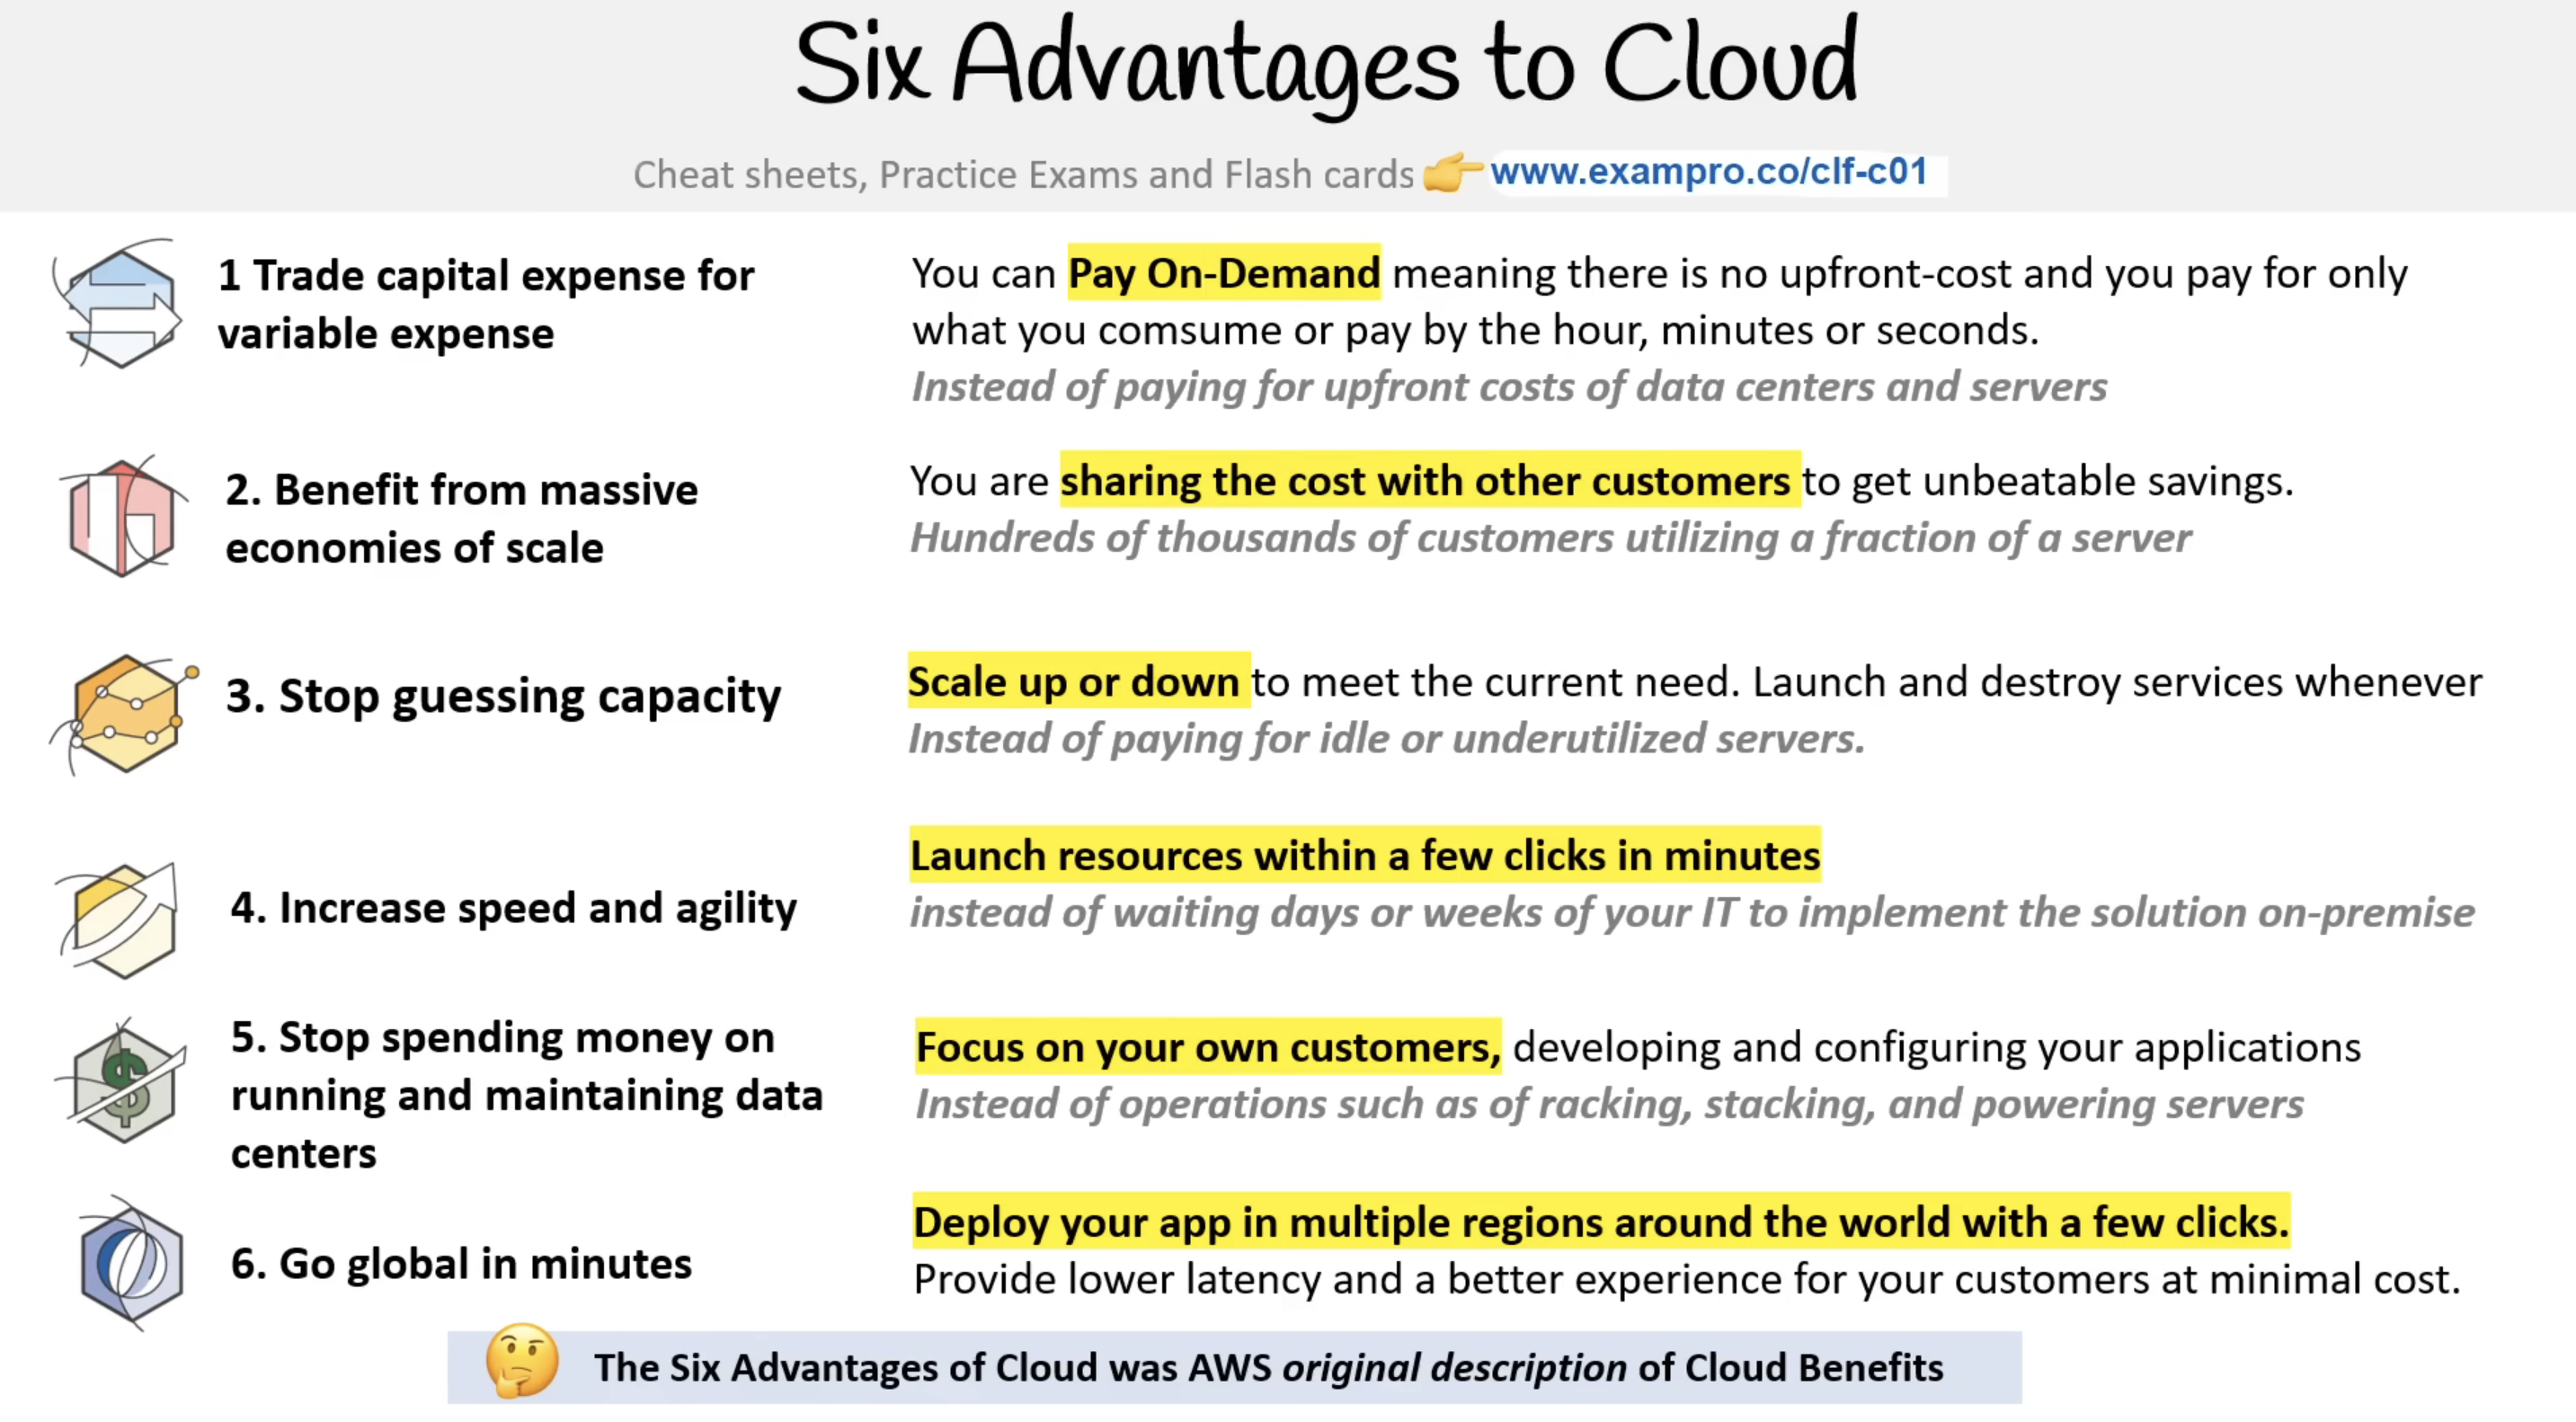 Six Advantages to Cloud
Cheat sheets, Practice Exams and Flash cards www.exampro.co/clf-c01
1 Trade capital expense for
variable expense
You can Pay On-Demand meaning there is no upfront-cost and you pay for only
what you comsume or pay by the hour, minutes or seconds.
Instead of paying for upfront costs of data centers and servers
2. Benefit from massive
economies of scale
You are sharing the cost with other customers to get unbeatable savings.
Hundreds of thousands of customers utilizing a fraction of a server
3. Stop guessing capacity
Scale up or down to meet the current need. Launch and destroy services whenever
Instead of paying for idle or underutilized servers.
4. Increase speed and agility
Launch resources within a few clicks in minutes
instead of waiting days or weeks of your IT to implement the solution on-premise
5. Stop spending money on
running and maintaining data
centers
Focus on your own customers, developing and configuring your applications
Instead of operations such as of racking, stacking, and powering servers
6. Go global in minutes
Deploy your app in multiple regions around the world with a few clicks.
Provide lower latency and a better experience for your customers at minimal cost.
The Six Advantages of Cloud was AWS original description of Cloud Benefits